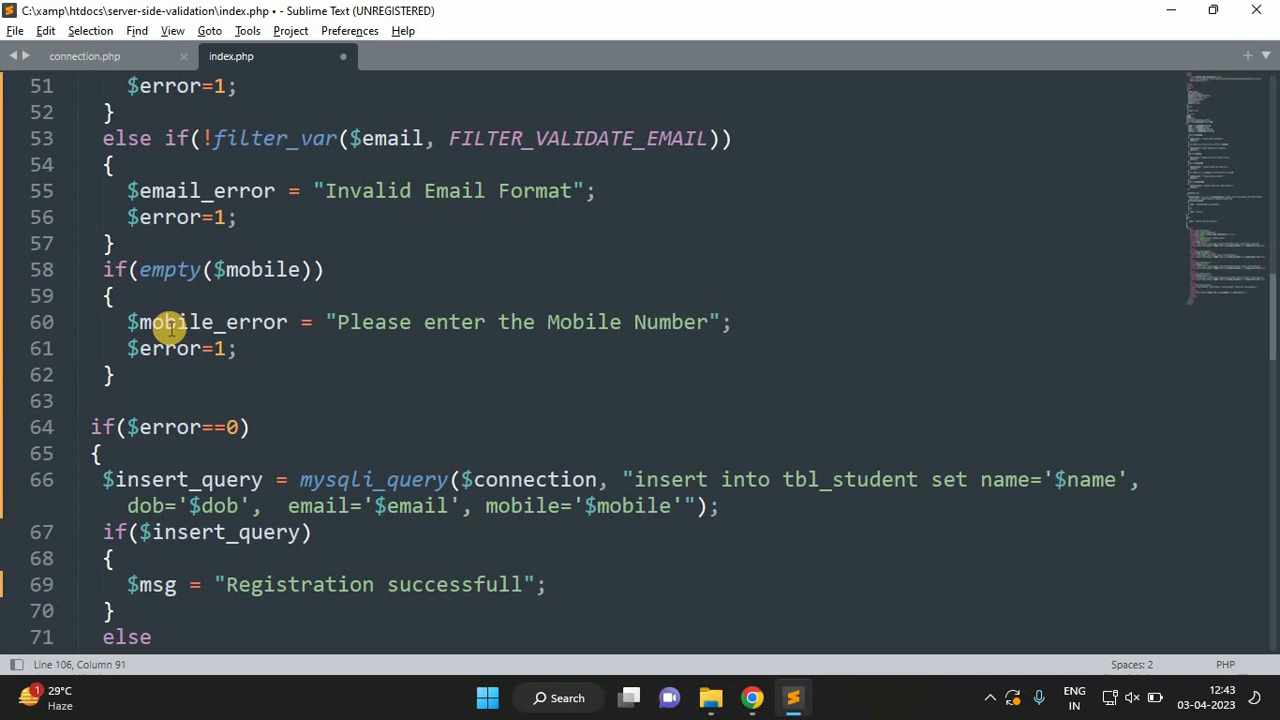 C:\xamp\htdocs\server-side-validation\index.php • - Sublime Text (UNREGISTERED)
File Edit Selection Find View Goto Tools Project Preferences Help
connection.php index.php
51 $error=1;
52 }
53 else if(!filter_var($email, FILTER_VALIDATE_EMAIL))
54 {
55 $email_error = "Invalid Email Format";
56 $error=1;
57 }
58 if(empty($mobile))
59 {
60 $mobile_error = "Please enter the Mobile Number";
61 $error=1;
62 }
63
64 if($error==0)
65 {
66 $insert_query = mysqli_query($connection, "insert into tbl_student set name='$name',
dob='$dob',  email='$email', mobile='$mobile'");
67 if($insert_query)
68 {
69 $msg = "Registration successfull";
70 }
71 else
Line 106, Column 91 Spaces: 2 PHP
1 29°C
Haze
Search
ENG
IN
12:43
03-04-2023